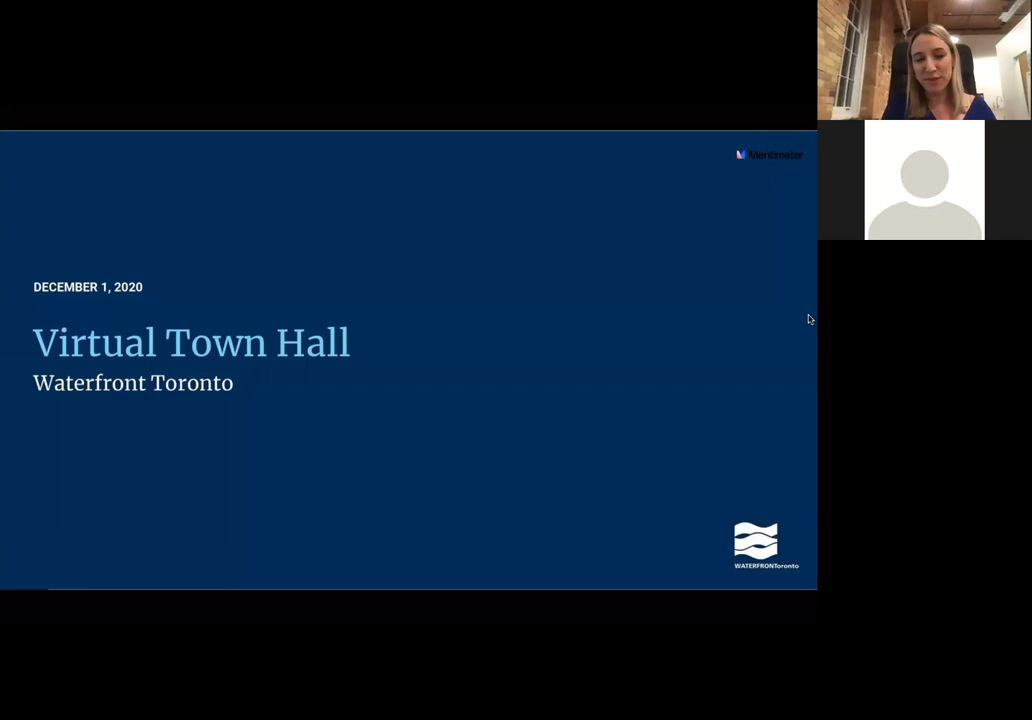 Mentimeter
DECEMBER 1, 2020
Virtual Town Hall
Waterfront Toronto
WATERFRONToronto